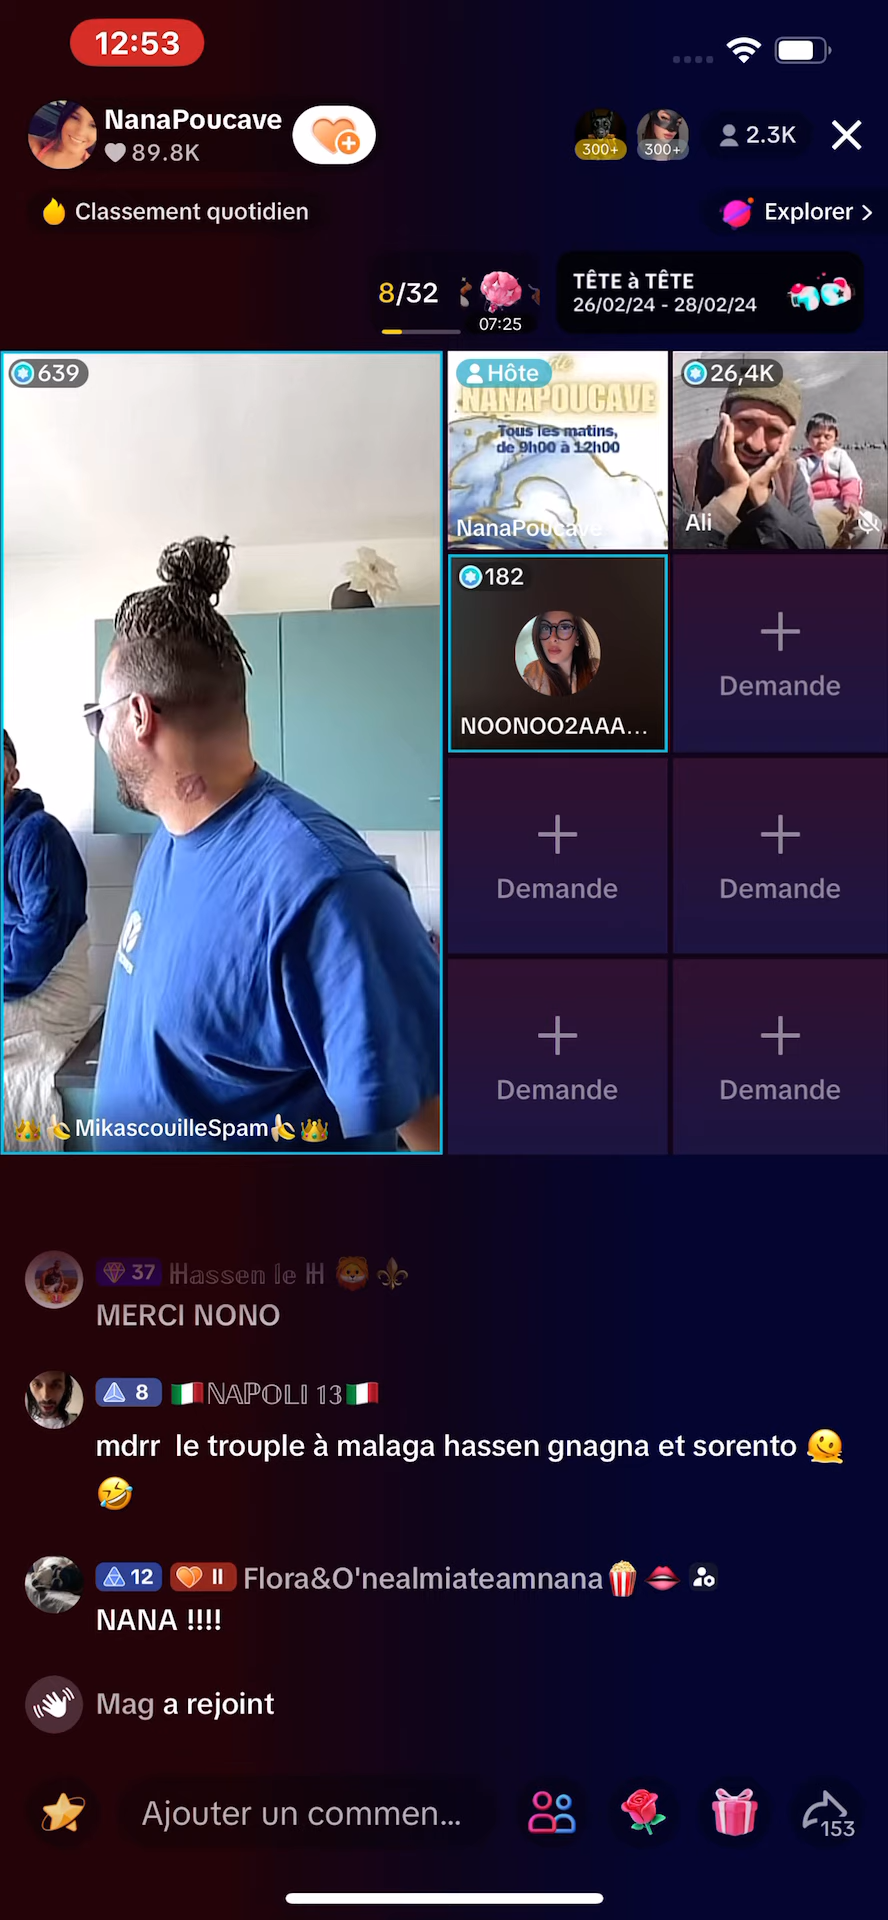 12:53
NanaPoucave
89.8K
300+
300+
2.3K
Classement quotidien
Explorer >
8/32
07:25
TÊTE à TÊTE
26/02/24 - 28/02/24
639
Hôte
de
NANAPOUCAVE
Tous les matins,
de 9h00 à 12h00
NanaPoucave
26,4K
Ali
182
NOONOO2AAA...
Demande
Demande
Demande
Demande
Demande
👑🍌MikascouilleSpam🍌👑
37 ℍassen le ℍ 🦁⚜️
MERCI NONO
8 🇮🇹ℕAℙOLI 13🇮🇹
mdrr le trouple à malaga hassen gnagna et sorento 🫠
🤣
12 II Flora&O'nealmiateamnana🍿👄
NANA !!!!
Mag a rejoint
Ajouter un commen...
153